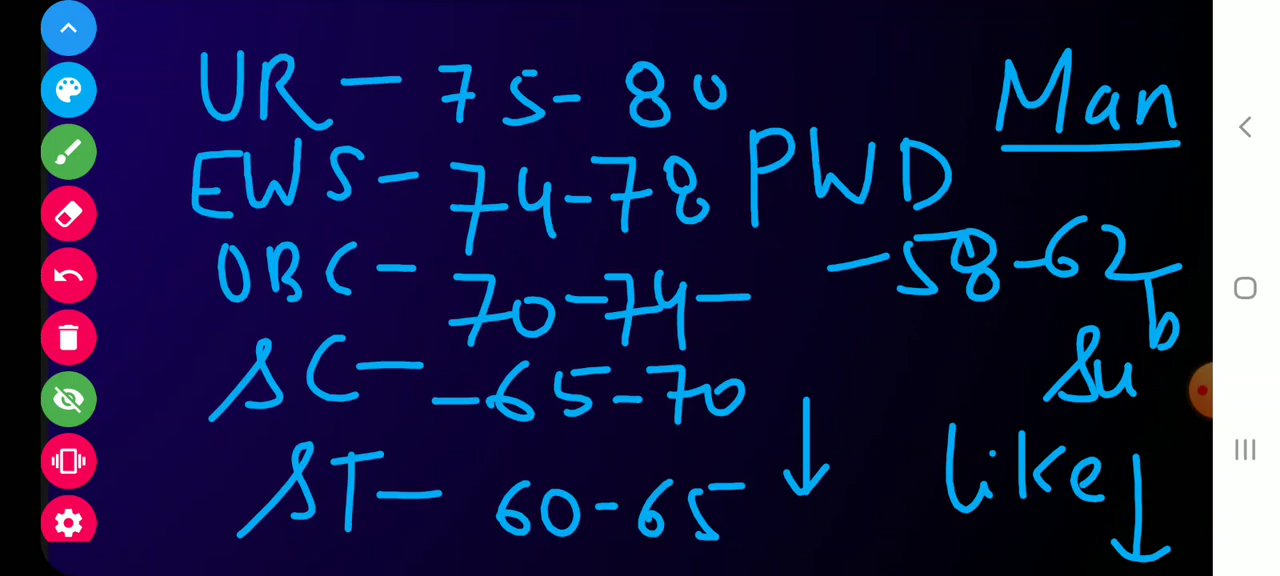 UR - 75-80
Man
EWS - 74-78
PWD
OBC - 70-74 -
- 58-62
SC - -65-70
Sub
ST - 60-65
Like